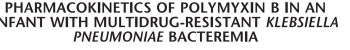 PHARMACOKINETICS OF POLYMYXIN B IN AN
NFANT WITH MULTIDRUG-RESISTANT KLEBSIELLA
PNEUMONIAE BACTEREMIA